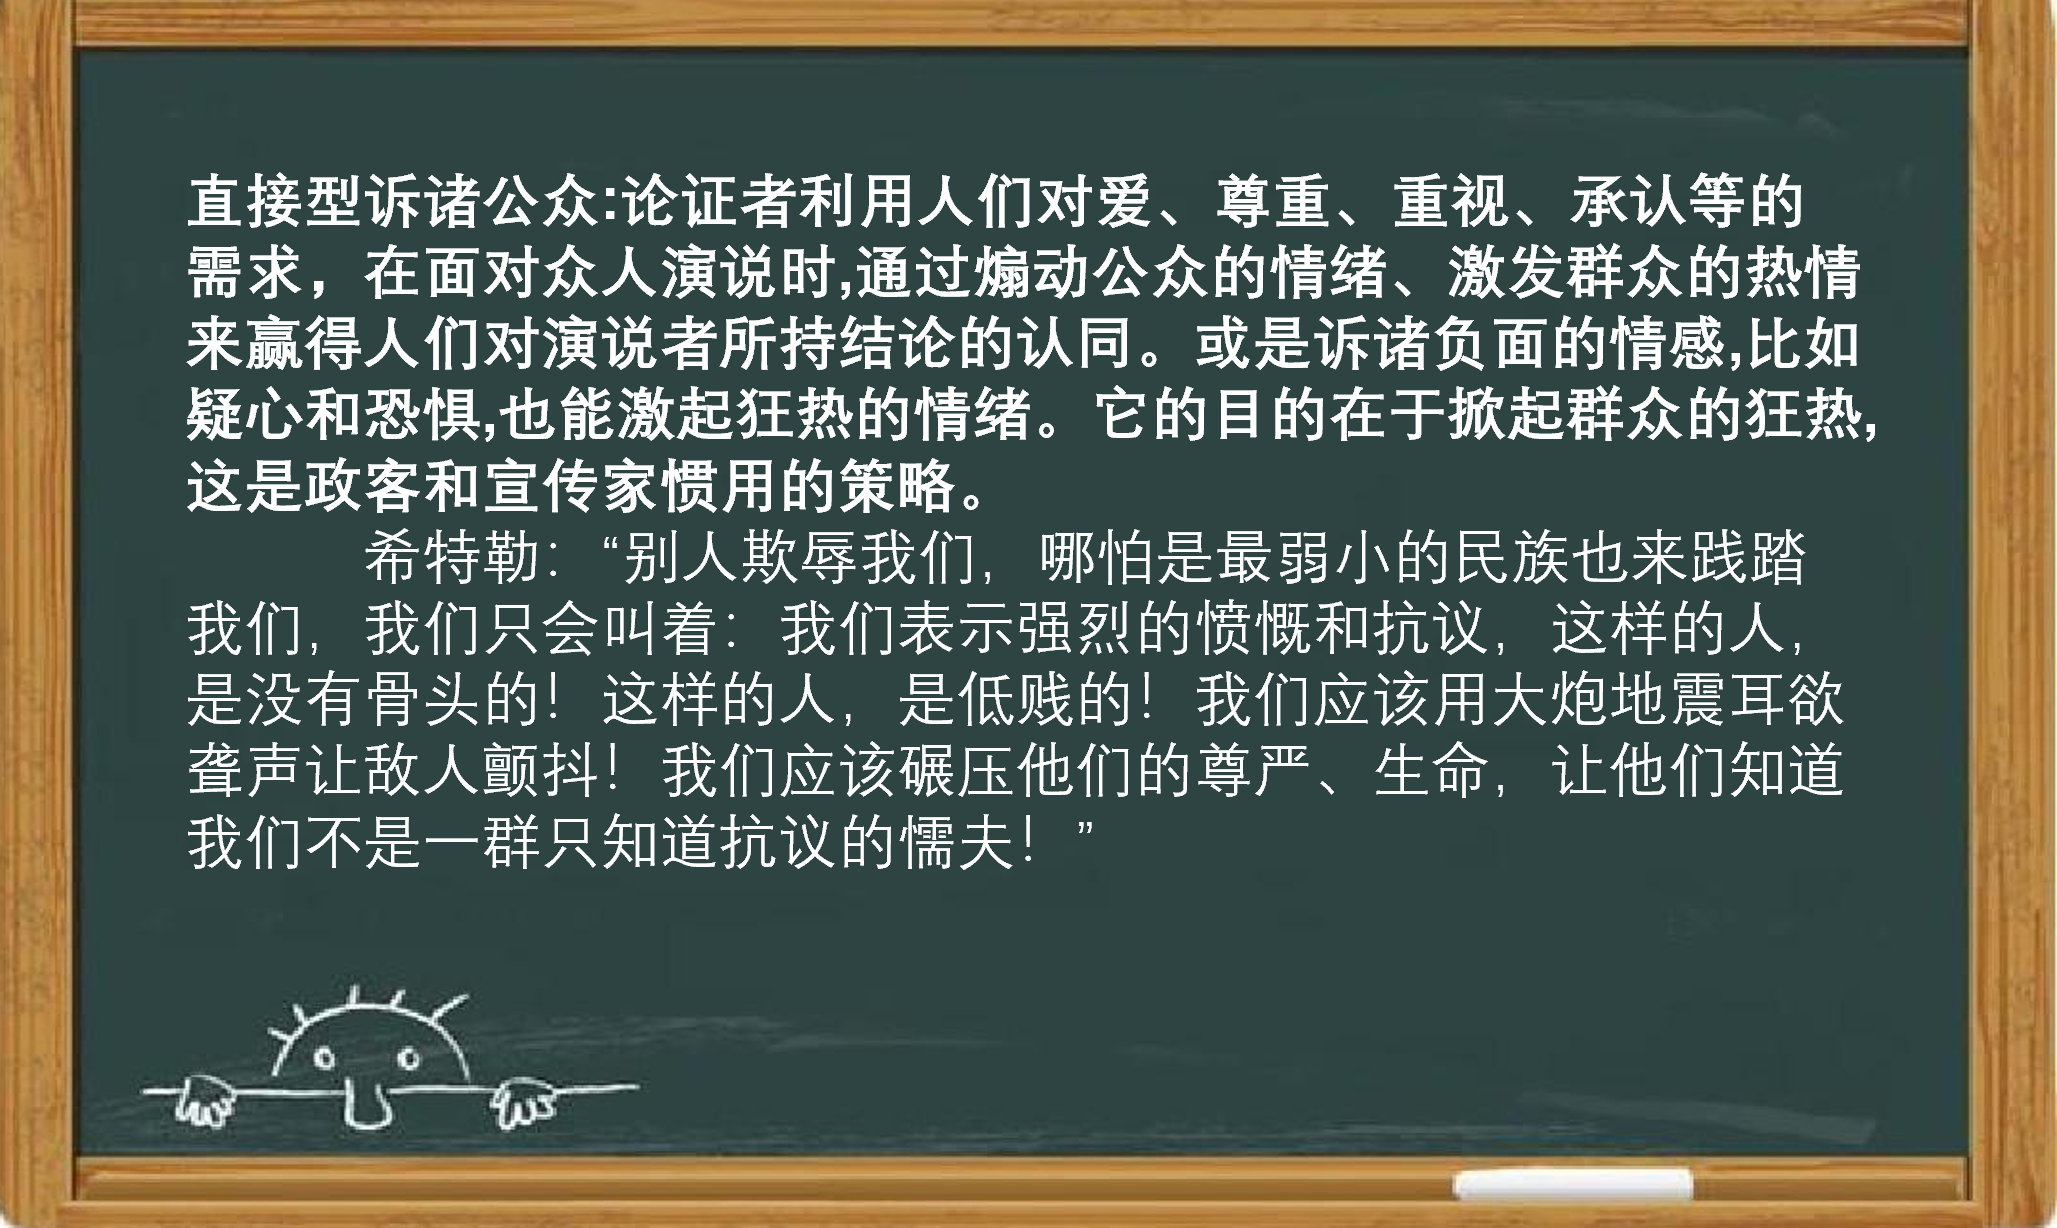 直接型诉诸公众:论证者利用人们对爱、尊重、重视、承认等的
需求，在面对众人演说时,通过煽动公众的情绪、激发群众的热情
来赢得人们对演说者所持结论的认同。或是诉诸负面的情感,比如
疑心和恐惧,也能激起狂热的情绪。它的目的在于掀起群众的狂热,
这是政客和宣传家惯用的策略。
希特勒：“别人欺辱我们，哪怕是最弱小的民族也来践踏
我们，我们只会叫着：我们表示强烈的愤慨和抗议，这样的人，
是没有骨头的！这样的人，是低贱的！我们应该用大炮地震耳欲
聋声让敌人颤抖！我们应该碾压他们的尊严、生命，让他们知道
我们不是一群只知道抗议的懦夫！”